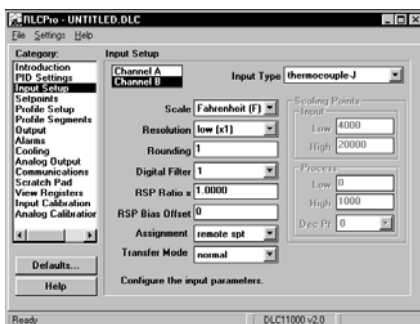 RLCPro - UNTITLED.DLC
File Settings Help
Category:
Introduction
PID Settings
Input Setup
Setpoints
Profile Setup
Profile Segments
Output
Alarms
Cooling
Analog Output
Communications
Scratch Pad
View Registers
Input Calibration
Analog Calibration
Defaults...
Help
Input Setup
Channel A
Channel B
Input Type thermocouple-J
Scale Fahrenheit (F)
Resolution low (x1)
Rounding 1
Digital Filter 1
RSP Ratio x 1.0000
RSP Bias Offset 0
Assignment remote spt
Transfer Mode normal
Scaling Points
Input
Low 4000
High 20000
Process
Low 0
High 1000
Dec Pt 0
Configure the input parameters.
Ready
DLC11000 v2.0